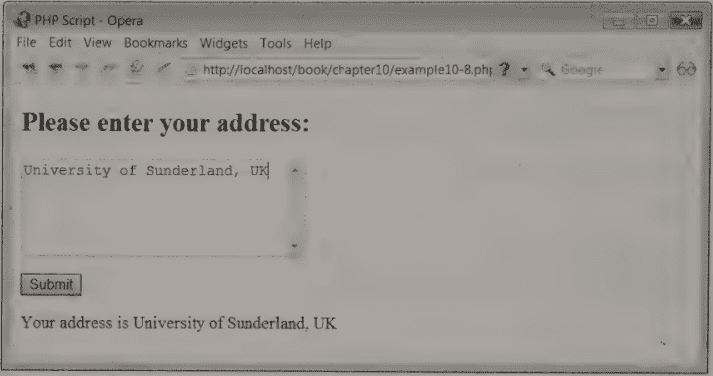 PHP Script - Opera
File Edit View Bookmarks Widgets Tools Help
http://localhost/book/chapter10/example10-8.php ? Google
Please enter your address:
University of Sunderland, UK
Submit
Your address is University of Sunderland, UK